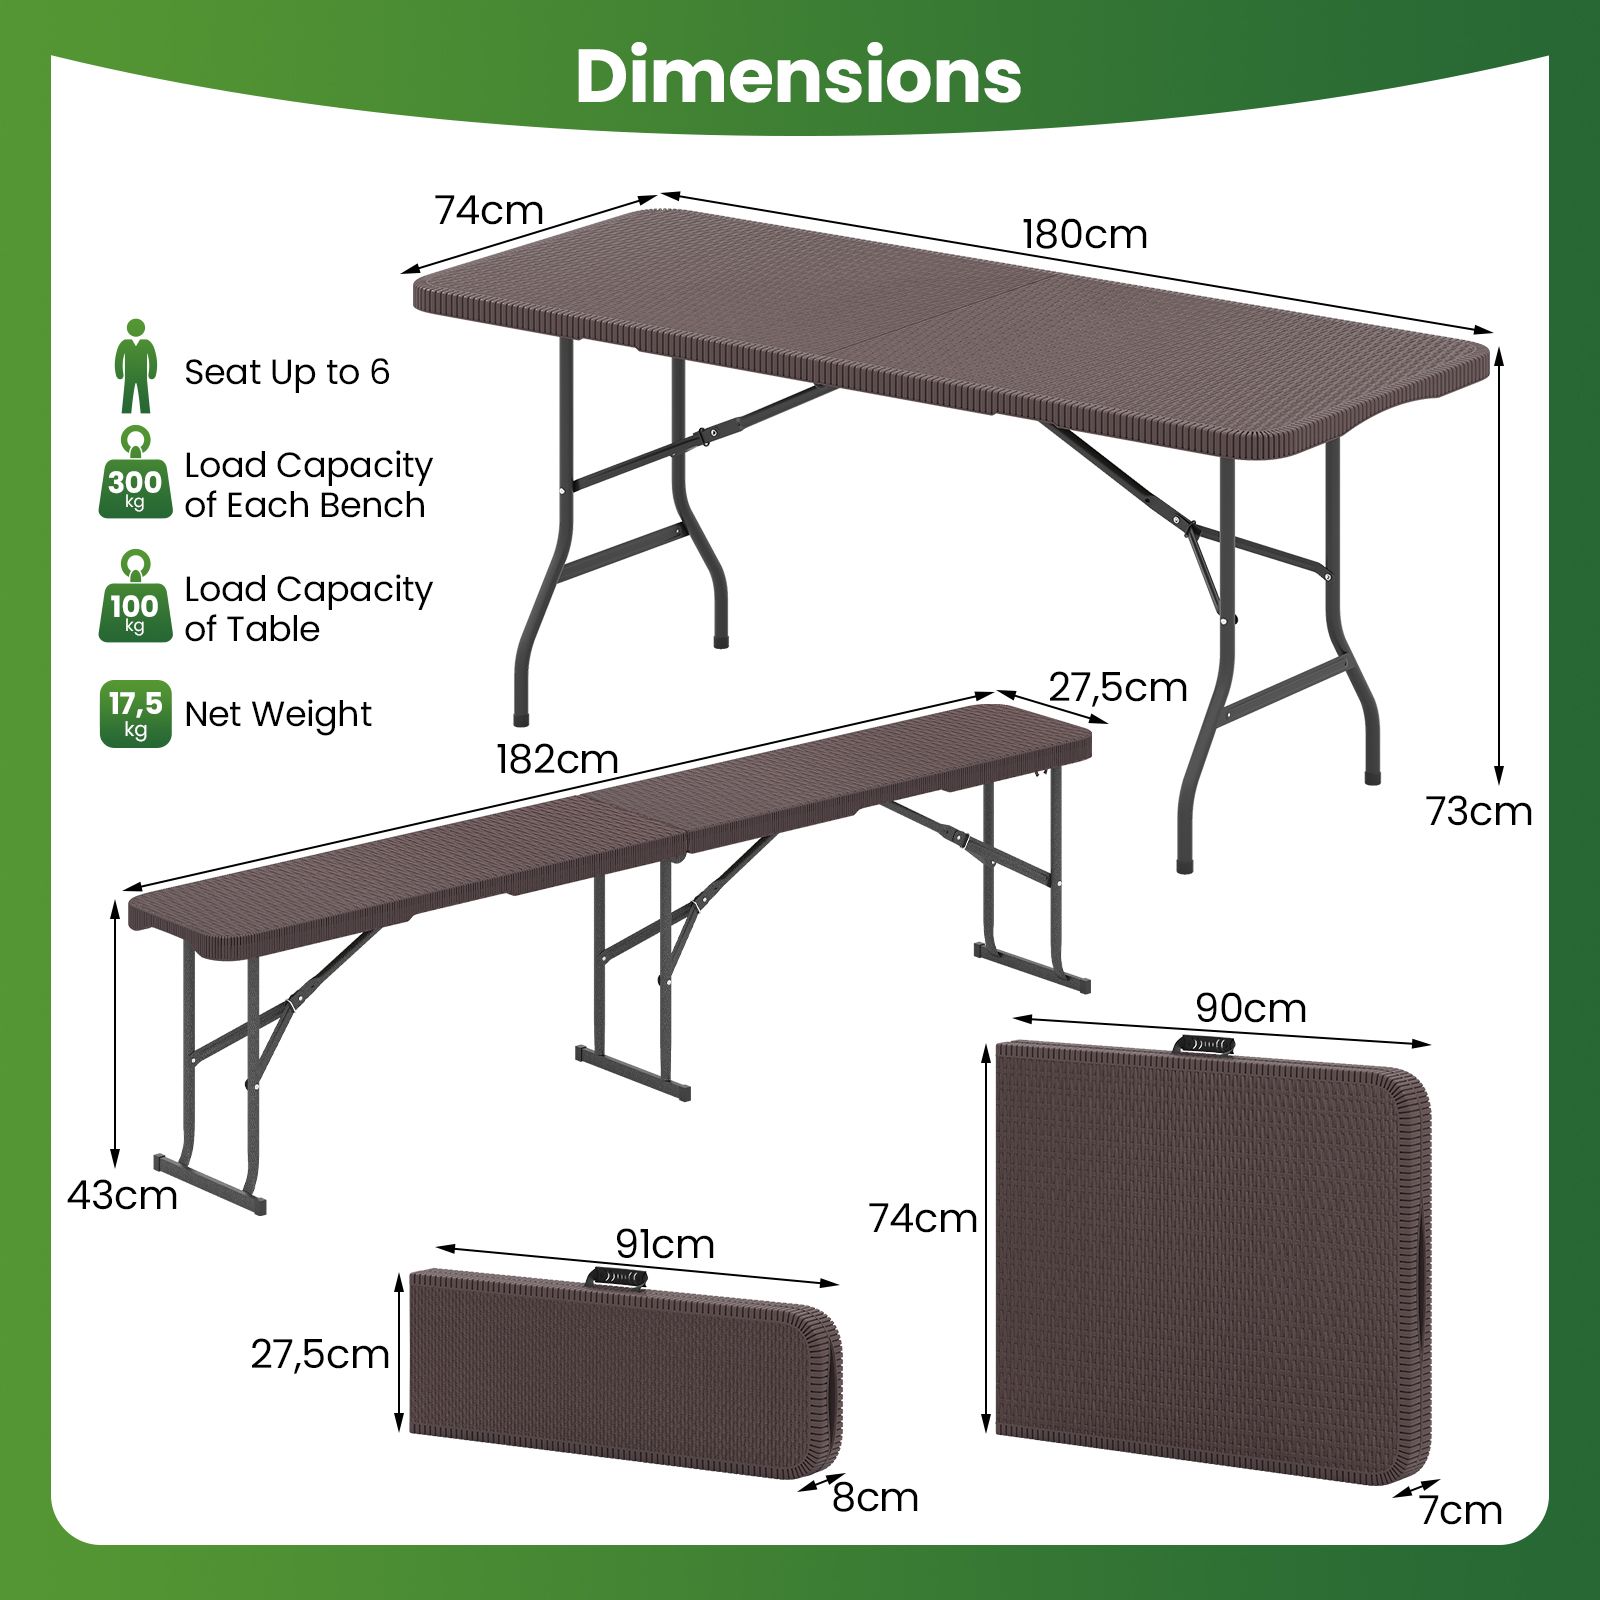 Dimensions
74cm
180cm
Seat Up to 6
300
kg
Load Capacity
of Each Bench
100
kg
Load Capacity
of Table
17,5
kg
Net Weight
27,5cm
182cm
73cm
43cm
90cm
74cm
91cm
27,5cm
8cm
7cm